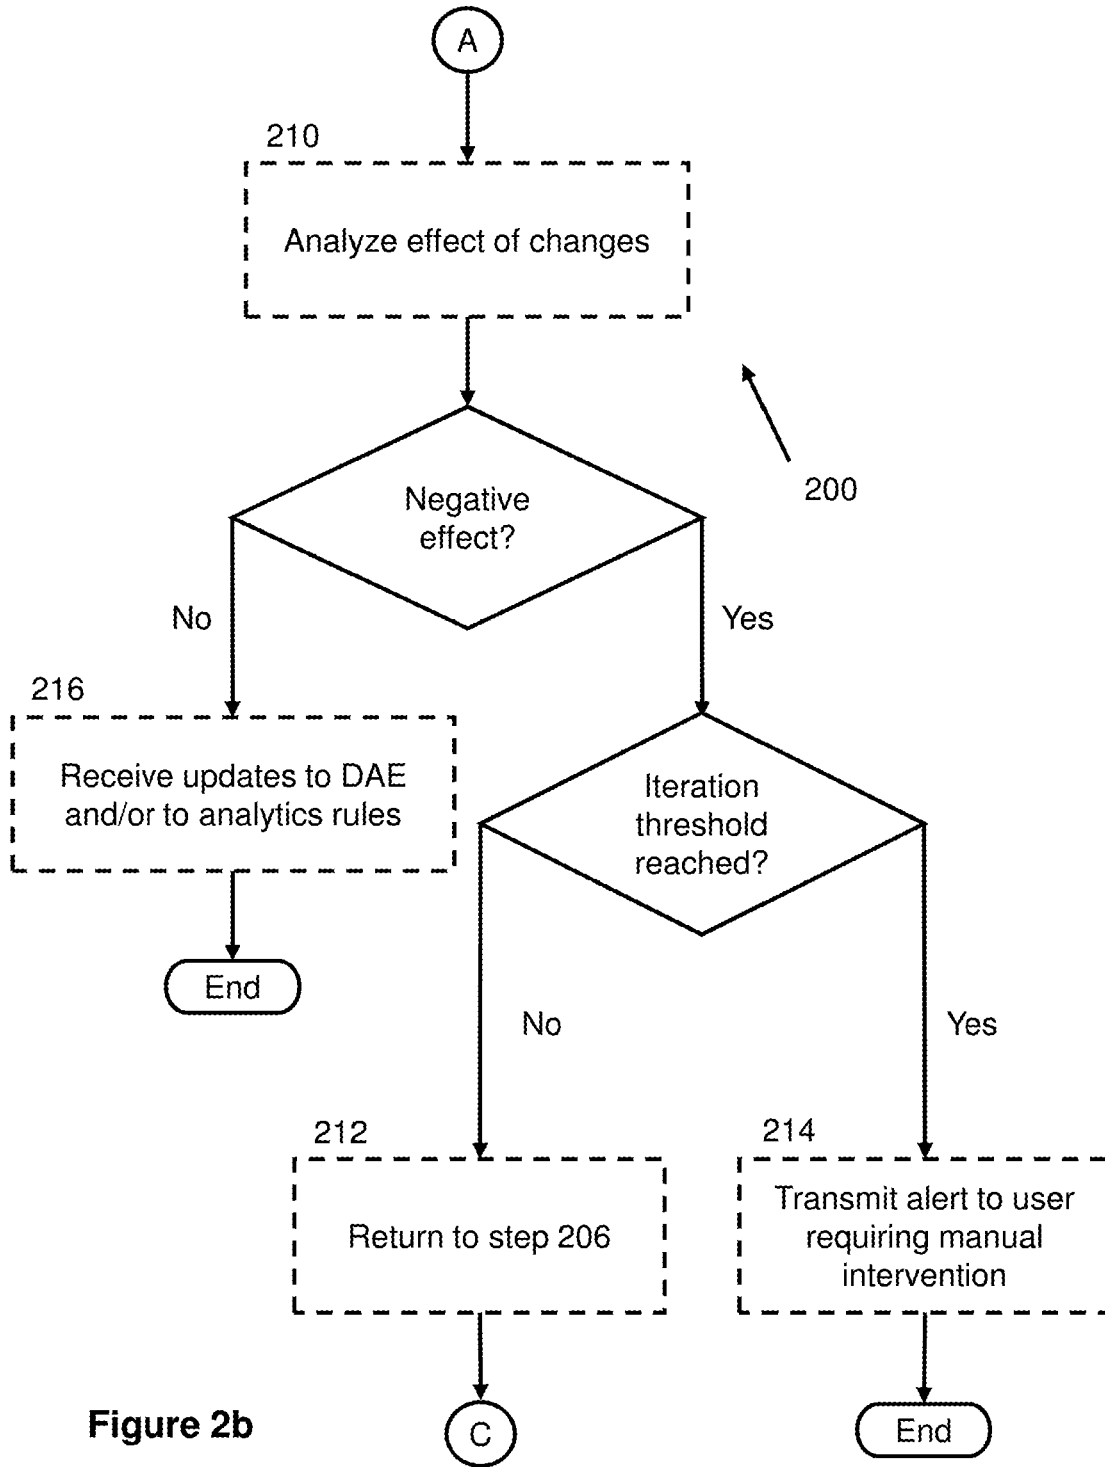 A
210
Analyze effect of changes
200
Negative
effect?
No
Yes
216
Receive updates to DAE
and/or to analytics rules
Iteration
threshold
reached?
End
No
Yes
212
Return to step 206
214
Transmit alert to user
requiring manual
intervention
C
End
Figure 2b